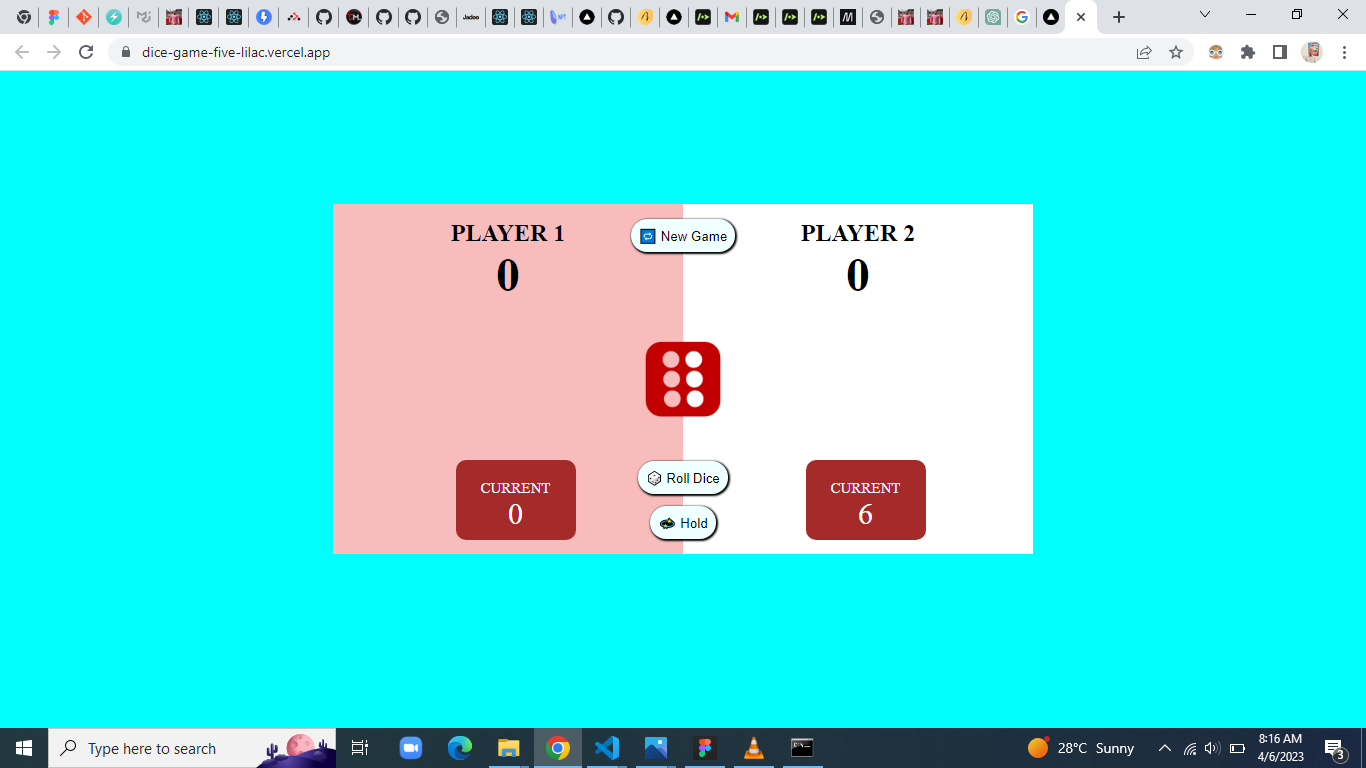 Jadoo
dice-game-five-lilac.vercel.app
PLAYER 1
0
New Game
PLAYER 2
0
CURRENT
0
Roll Dice
Hold
CURRENT
6
Type here to search
28°C Sunny
8:16 AM
4/6/2023
3